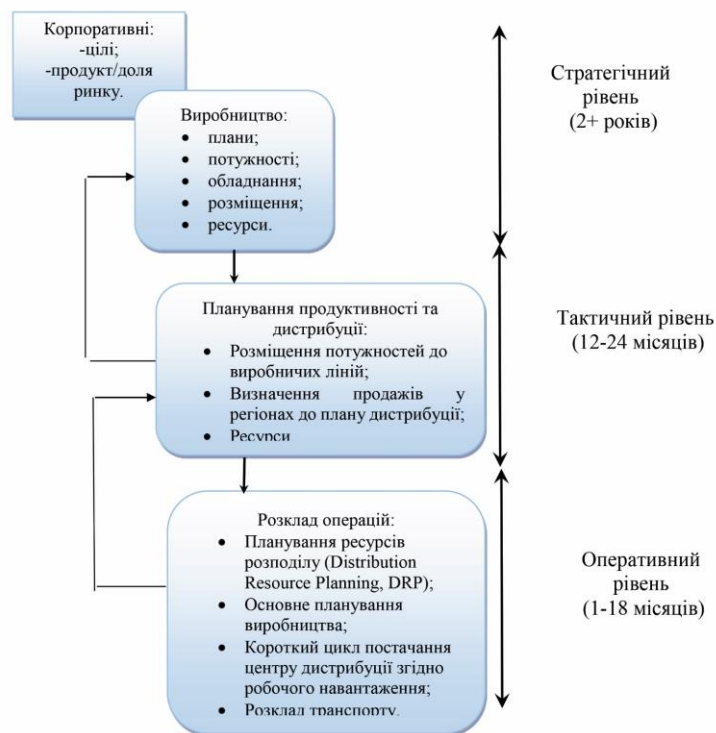 Корпоративні:
-цілі;
-продукт/доля
ринку.
Виробництво:
• плани;
• потужності;
• обладнання;
• розміщення;
• ресурси.
Стратегічний
рівень
(2+ років)
Планування продуктивності та
дистрибуції:
• Розміщення потужностей до
виробничих ліній;
• Визначення продажів у
регіонах до плану дистрибуції;
• Ресурси
Тактичний рівень
(12-24 місяців)
Розклад операцій:
• Планування ресурсів
розподілу (Distribution
Resource Planning, DRP);
• Основне планування
виробництва;
• Короткий цикл постачання
центру дистрибуції згідно
робочого навантаження;
• Розклад транспорту.
Оперативний
рівень
(1-18 місяців)